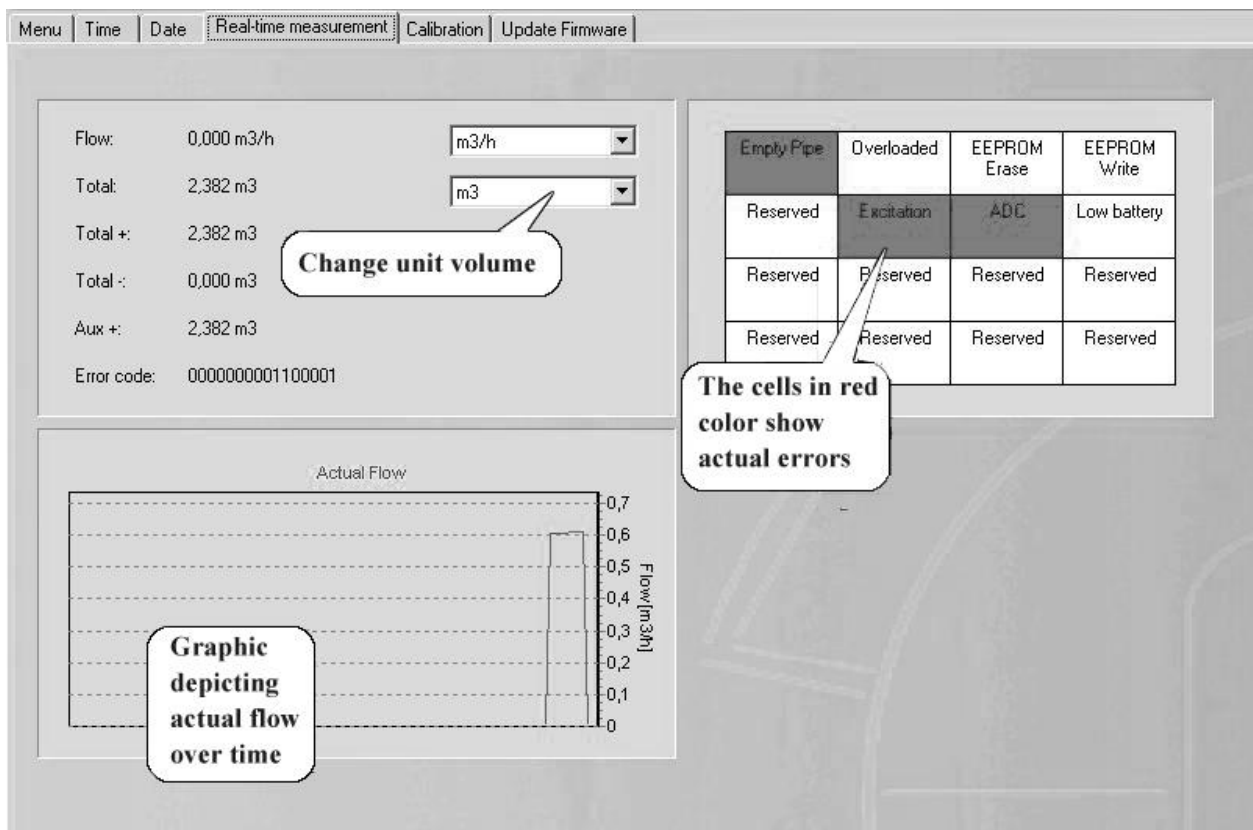 Menu Time Date Real-time measurement Calibration Update Firmware
Flow: 0,000 m3/h m3/h
Total: 2,382 m3 m3
Total +: 2,382 m3
Total -: 0,000 m3
Aux +: 2,382 m3
Error code: 0000000001100001
Change unit volume
Empty Pipe Overloaded EEPROM Erase EEPROM Write
Reserved Excitation ADC Low battery
Reserved Reserved Reserved Reserved
Reserved Reserved Reserved Reserved
The cells in red
color show
actual errors
Actual Flow
0,7
0,6
0,5
0,4
0,3
0,2
0,1
0
Flow [m3/h]
Graphic
depicting
actual flow
over time